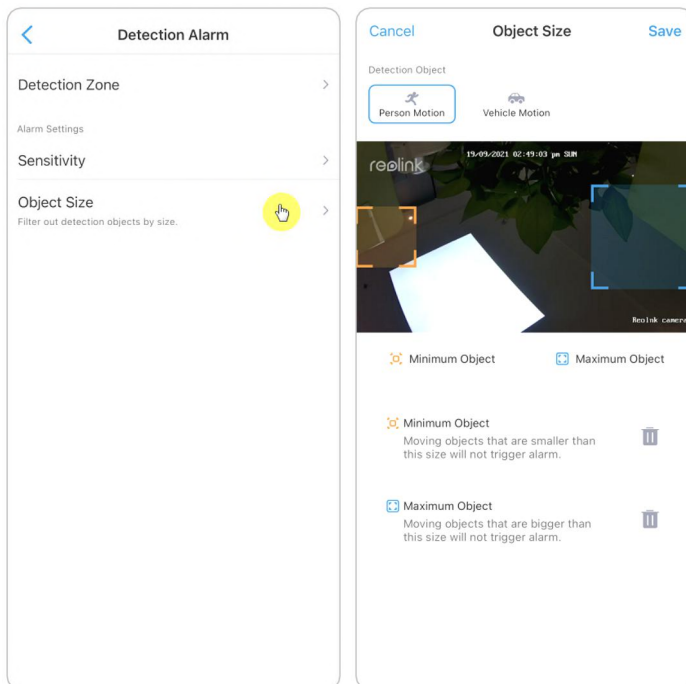 Detection Alarm
Detection Zone
Alarm Settings
Sensitivity
Object Size
Filter out detection objects by size.
Cancel
Object Size
Save
Detection Object
Person Motion
Vehicle Motion
reolink
19/09/2021 02:49:03 pm SUN
Reolnk camera
Minimum Object
Maximum Object
Minimum Object
Moving objects that are smaller than
this size will not trigger alarm.
Maximum Object
Moving objects that are bigger than
this size will not trigger alarm.